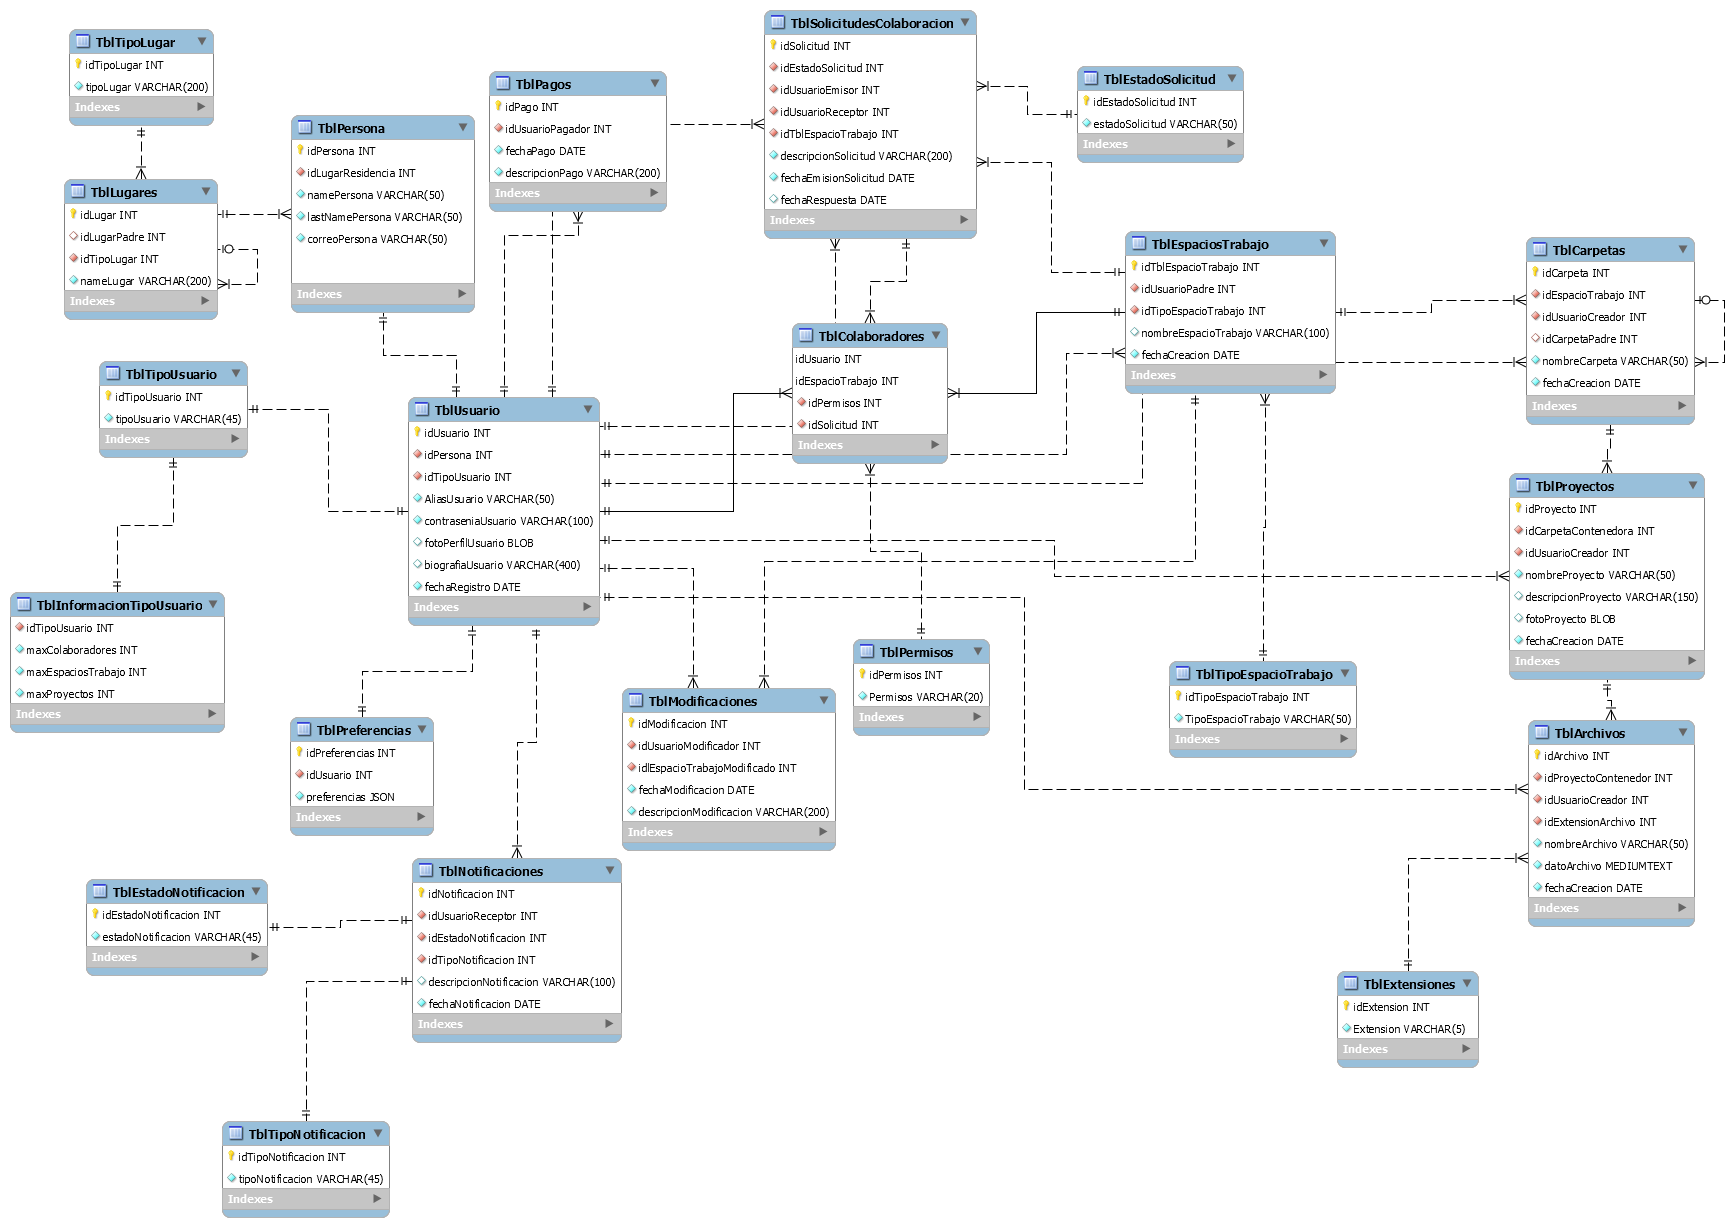 TblTipoLugar
idTipoLugar INT
tipoLugar VARCHAR(200)
Indexes
TblLugares
idLugar INT
idLugarPadre INT
idTipoLugar INT
nameLugar VARCHAR(200)
Indexes
TblPersona
idPersona INT
idLugarResidencia INT
namePersona VARCHAR(50)
lastNamePersona VARCHAR(50)
correoPersona VARCHAR(50)
Indexes
TblPagos
idPago INT
idUsuarioPagador INT
fechaPago DATE
descripcionPago VARCHAR(200)
Indexes
TblSolicitudesColaboracion
idSolicitud INT
idEstadoSolicitud INT
idUsuarioEmisor INT
idUsuarioReceptor INT
idTblEspacioTrabajo INT
descripcionSolicitud VARCHAR(200)
fechaEmisionSolicitud DATE
fechaRespuesta DATE
Indexes
TblEstadoSolicitud
idEstadoSolicitud INT
estadoSolicitud VARCHAR(50)
Indexes
TblEspaciosTrabajo
idTblEspacioTrabajo INT
idUsuarioPadre INT
idTipoEspacioTrabajo INT
nombreEspacioTrabajo VARCHAR(100)
fechaCreacion DATE
Indexes
TblCarpetas
idCarpeta INT
idEspacioTrabajo INT
idUsuarioCreador INT
idCarpetaPadre INT
nombreCarpeta VARCHAR(50)
fechaCreacion DATE
Indexes
TblColaboradores
idUsuario INT
idEspacioTrabajo INT
idPermisos INT
idSolicitud INT
Indexes
TblTipoUsuario
idTipoUsuario INT
tipoUsuario VARCHAR(45)
Indexes
TblUsuario
idUsuario INT
idPersona INT
idTipoUsuario INT
AliasUsuario VARCHAR(50)
contraseniaUsuario VARCHAR(100)
fotoPerfilUsuario BLOB
biografiaUsuario VARCHAR(400)
fechaRegistro DATE
Indexes
TblProyectos
idProyecto INT
idCarpetaContenedora INT
idUsuarioCreador INT
nombreProyecto VARCHAR(50)
descripcionProyecto VARCHAR(150)
fotoProyecto BLOB
fechaCreacion DATE
Indexes
TblInformacionTipoUsuario
idTipoUsuario INT
maxColaboradores INT
maxEspaciosTrabajo INT
maxProyectos INT
Indexes
TblPreferencias
idPreferencias INT
idUsuario INT
preferencias JSON
Indexes
TblModificaciones
idModificacion INT
idUsuarioModificador INT
idlEspacioTrabajoModificado INT
fechaModificacion DATE
descripcionModificacion VARCHAR(200)
Indexes
TblPermisos
idPermisos INT
Permisos VARCHAR(20)
Indexes
TblTipoEspacioTrabajo
idTipoEspacioTrabajo INT
TipoEspacioTrabajo VARCHAR(50)
Indexes
TblArchivos
idArchivo INT
idProyectoContenedor INT
idUsuarioCreador INT
idExtensionArchivo INT
nombreArchivo VARCHAR(50)
datoArchivo MEDIUMTEXT
fechaCreacion DATE
Indexes
TblEstadoNotificacion
idEstadoNotificacion INT
estadoNotificacion VARCHAR(45)
Indexes
TblNotificaciones
idNotificacion INT
idUsuarioReceptor INT
idEstadoNotificacion INT
idTipoNotificacion INT
descripcionNotificacion VARCHAR(100)
fechaNotificacion DATE
Indexes
TblExtensiones
idExtension INT
Extension VARCHAR(5)
Indexes
TblTipoNotificacion
idTipoNotificacion INT
tipoNotificacion VARCHAR(45)
Indexes